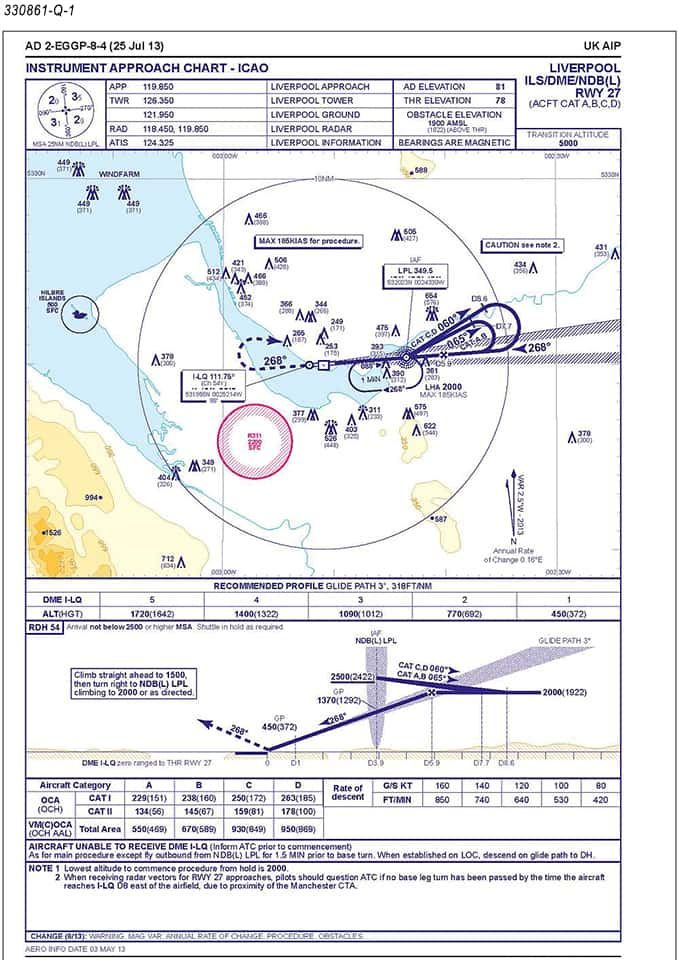 330861-Q-1
AD 2-EGGP-8-4 (25 Jul 13) UK AIP
INSTRUMENT APPROACH CHART - ICAO
LIVERPOOL
ILS/DME/NDB(L)
RWY 27
(ACFT CAT A,B,C,D)
APP 119.850 LIVERPOOL APPROACH AD ELEVATION 81
TWR 126.350 LIVERPOOL TOWER THR ELEVATION 78
121.950 LIVERPOOL GROUND OBSTACLE ELEVATION
1900 AMSL
(1822) (ABOVE THR)
RAD 118.450, 119.850 LIVERPOOL RADAR
ATIS 124.325 LIVERPOOL INFORMATION BEARINGS ARE MAGNETIC
TRANSITION ALTITUDE
5000
MSA 25NM NDB(L) LPL
003.00W 002.30W
5330N 5330N
10NM
WINDFARM
449
(371)
449
(371)
449
(371)
588
466
(388)
505
(427)
MAX 185KIAS for procedure.
CAUTION see note 2.
431
(353)
434
(356)
IAF
LPL 349.5
512
421
(343)
506
(428)
466
(388)
452
(374)
HILBRE
ISLANDS
500
SFC
366
(288)
344
(266)
249
(171)
265
(187)
253
(175)
475
(397)
654
(576)
393
CAT C,D 060°
065°
CAT A,B
D8.6
D7.7
D5.9
268°
268°
088°
1 MIN
268°
390
(312)
361
(283)
LHA 2000
MAX 185KIAS
378
(300)
I-LQ 111.75°
(Ch 54Y)
R311
2200
SFC
377
(299)
526
(448)
403
(325)
311
(233)
575
(497)
622
(544)
378
(300)
349
(271)
404
(326)
994
1526
587
712
(634)
VAR 2.5°W - 2013
N
Annual Rate
of Change 0.16°E
003.00W 002.30W
RECOMMENDED PROFILE GLIDE PATH 3°, 318FT/NM
DME I-LQ 5 4 3 2 1
ALT(HGT) 1720(1642) 1400(1322) 1090(1012) 770(692) 450(372)
RDH 54 Arrival not below 2500 or higher MSA. Shuttle in hold as required.
IAF
NDB(L) LPL
GLIDE PATH 3°
Climb straight ahead to 1500,
then turn right to NDB(L) LPL
climbing to 2000 or as directed.
2500(2422)
CAT C,D 060°
CAT A,B 065°
2000(1922)
GP
1370(1292)
268°
GP
450(372)
268°
DME I-LQ zero ranged to THR RWY 27 0 D1 D3.9 D5.9 D7.7 D8.6
Aircraft Category A B C D
OCA
(OCH)
CAT I 229(151) 238(160) 250(172) 263(185)
CAT II 134(56) 145(67) 159(81) 178(100)
VM(C)OCA
(OCH AAL)
Total Area 550(469) 670(589) 930(849) 950(869)
Rate of
descent
G/S KT 160 140 120 100 80
FT/MIN 850 740 640 530 420
AIRCRAFT UNABLE TO RECEIVE DME I-LQ (Inform ATC prior to commencement)
As for main procedure except fly outbound from NDB(L) LPL for 1.5 MIN prior to base turn. When established on LOC, descend on glide path to DH.
NOTE 1 Lowest altitude to commence procedure from hold is 2000.
2 When receiving radar vectors for RWY 27 approaches, pilots should question ATC if no base leg turn has been passed by the time the aircraft
reaches I-LQ D8 east of the airfield, due to proximity of the Manchester CTA.
CHANGE (8/13): WARNING, MAG VAR, ANNUAL RATE OF CHANGE, PROCEDURE, OBSTACLES.
AERO INFO DATE 03 MAY 13